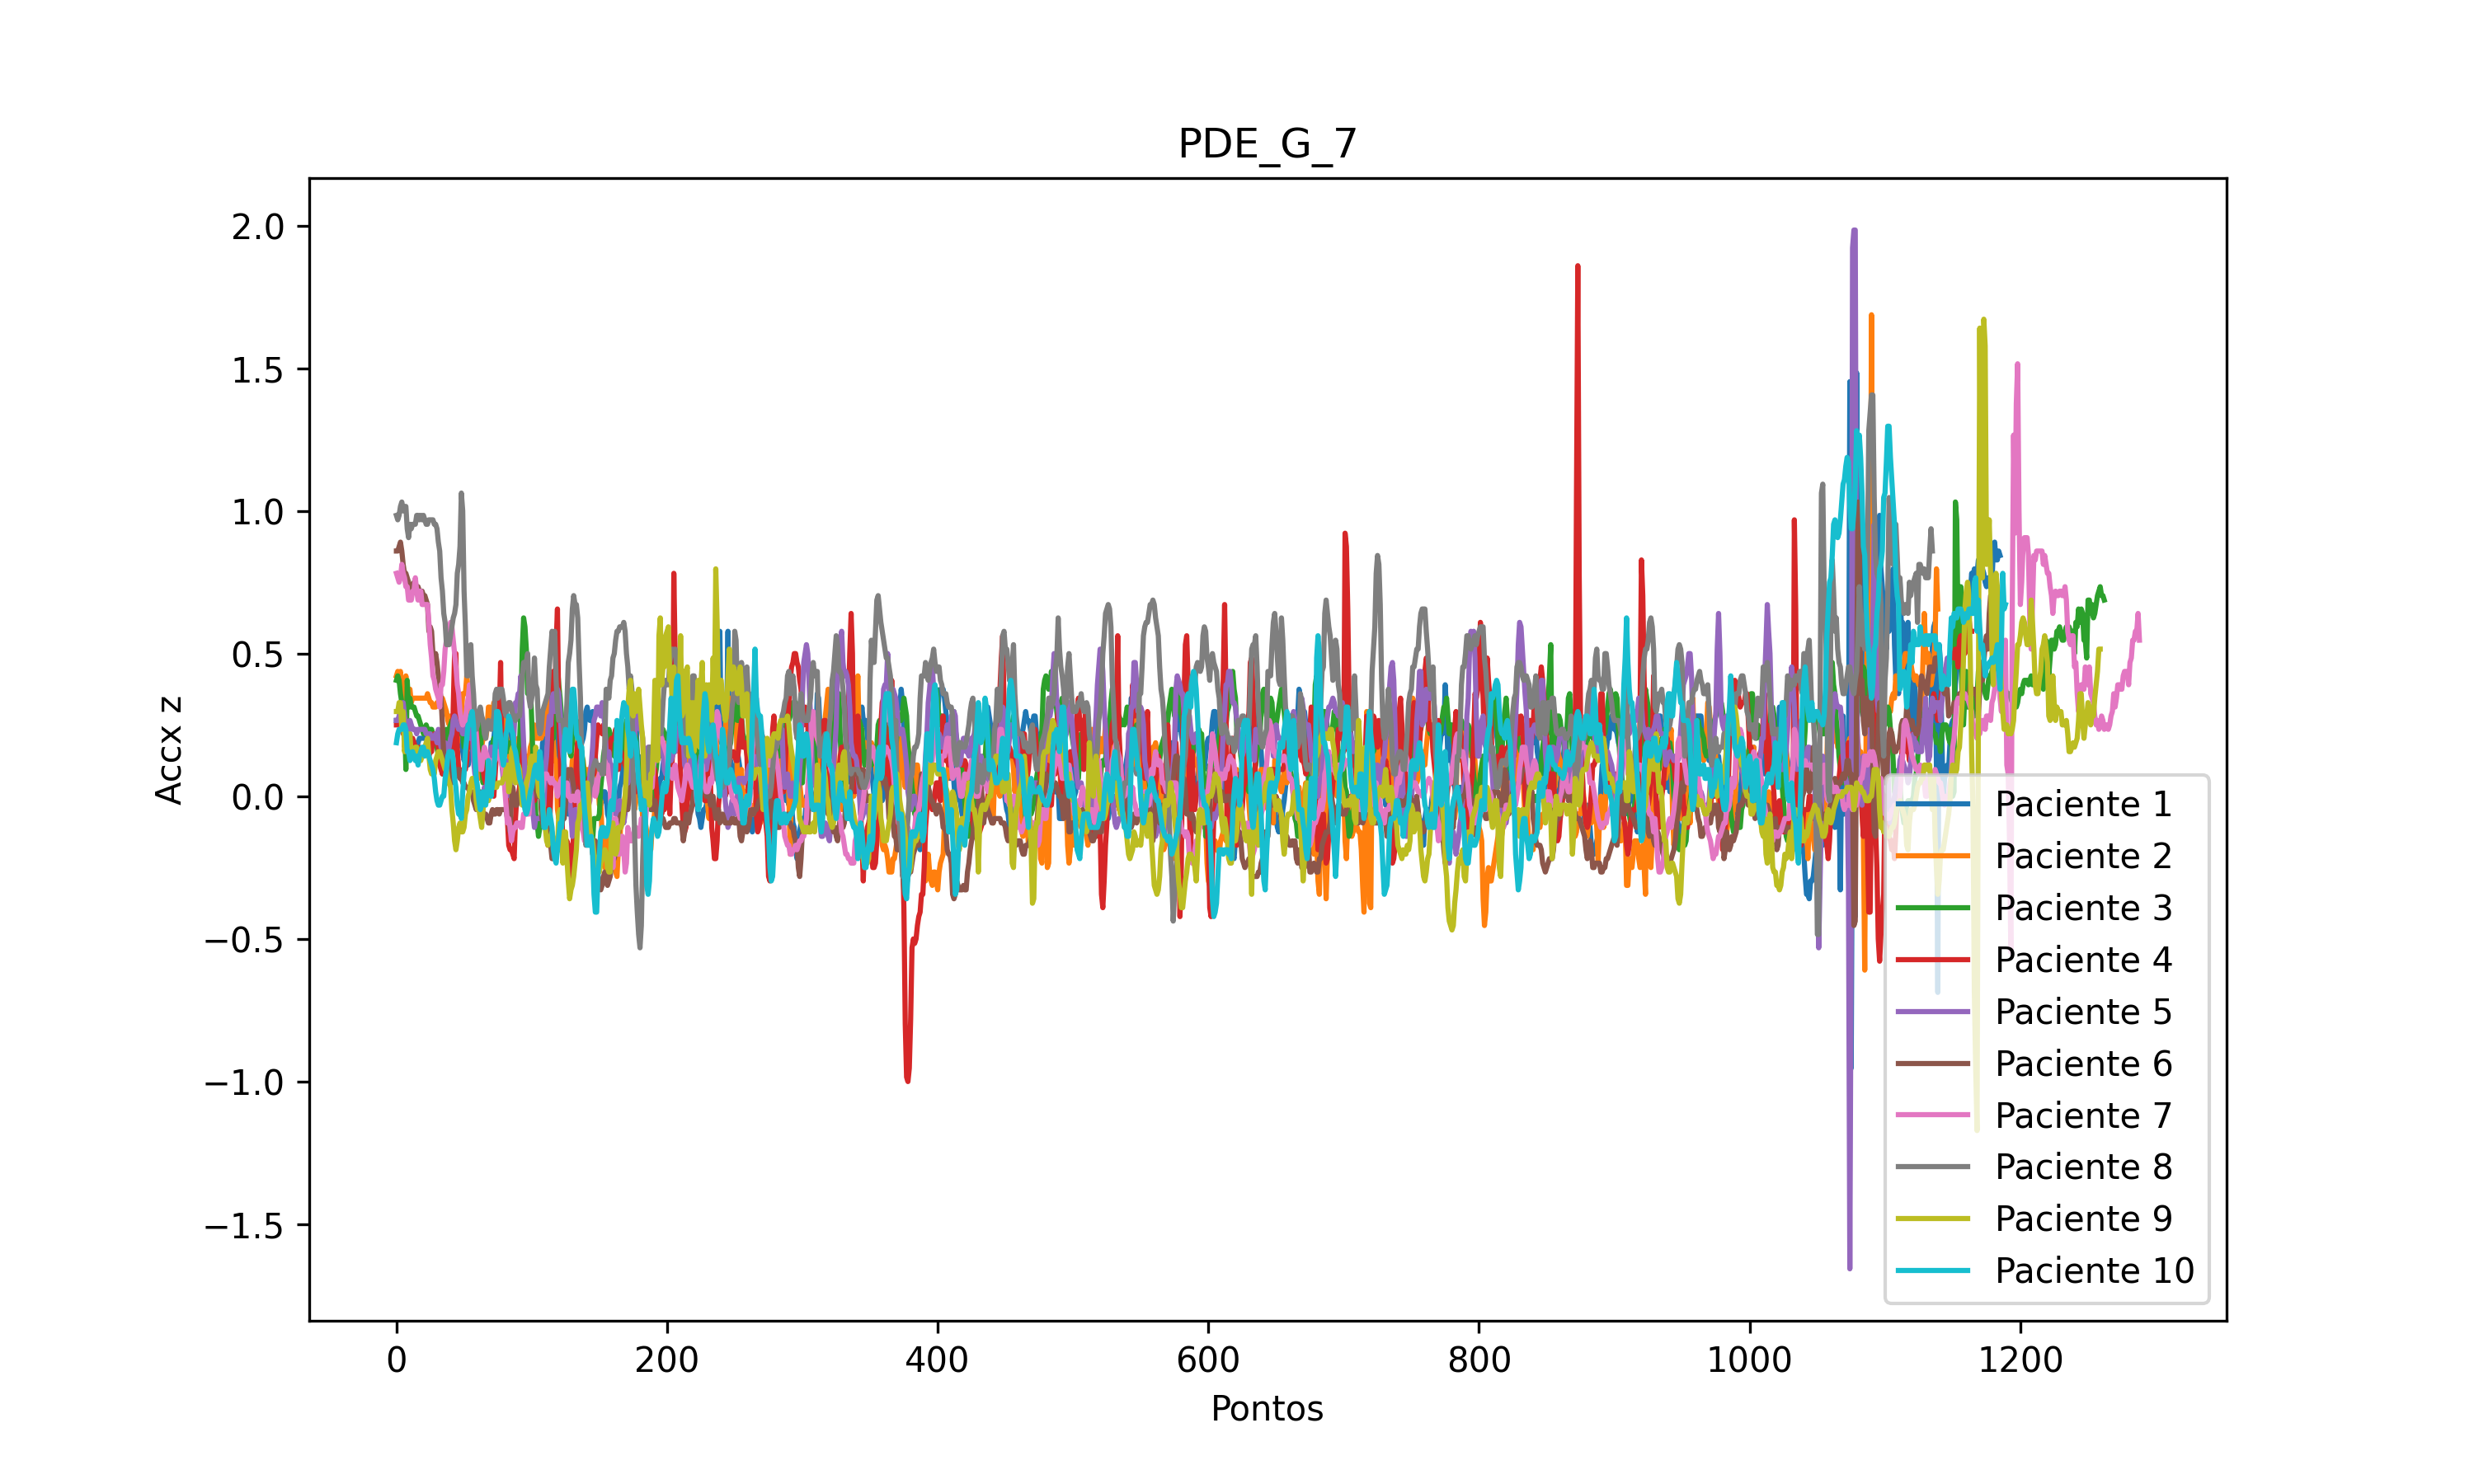 PDE_G_7
2.0
1.5
1.0
0.5
0.0
−0.5
−1.0
−1.5
Accx z
0 200 400 600 800 1000 1200
Pontos
Paciente 1
Paciente 2
Paciente 3
Paciente 4
Paciente 5
Paciente 6
Paciente 7
Paciente 8
Paciente 9
Paciente 10